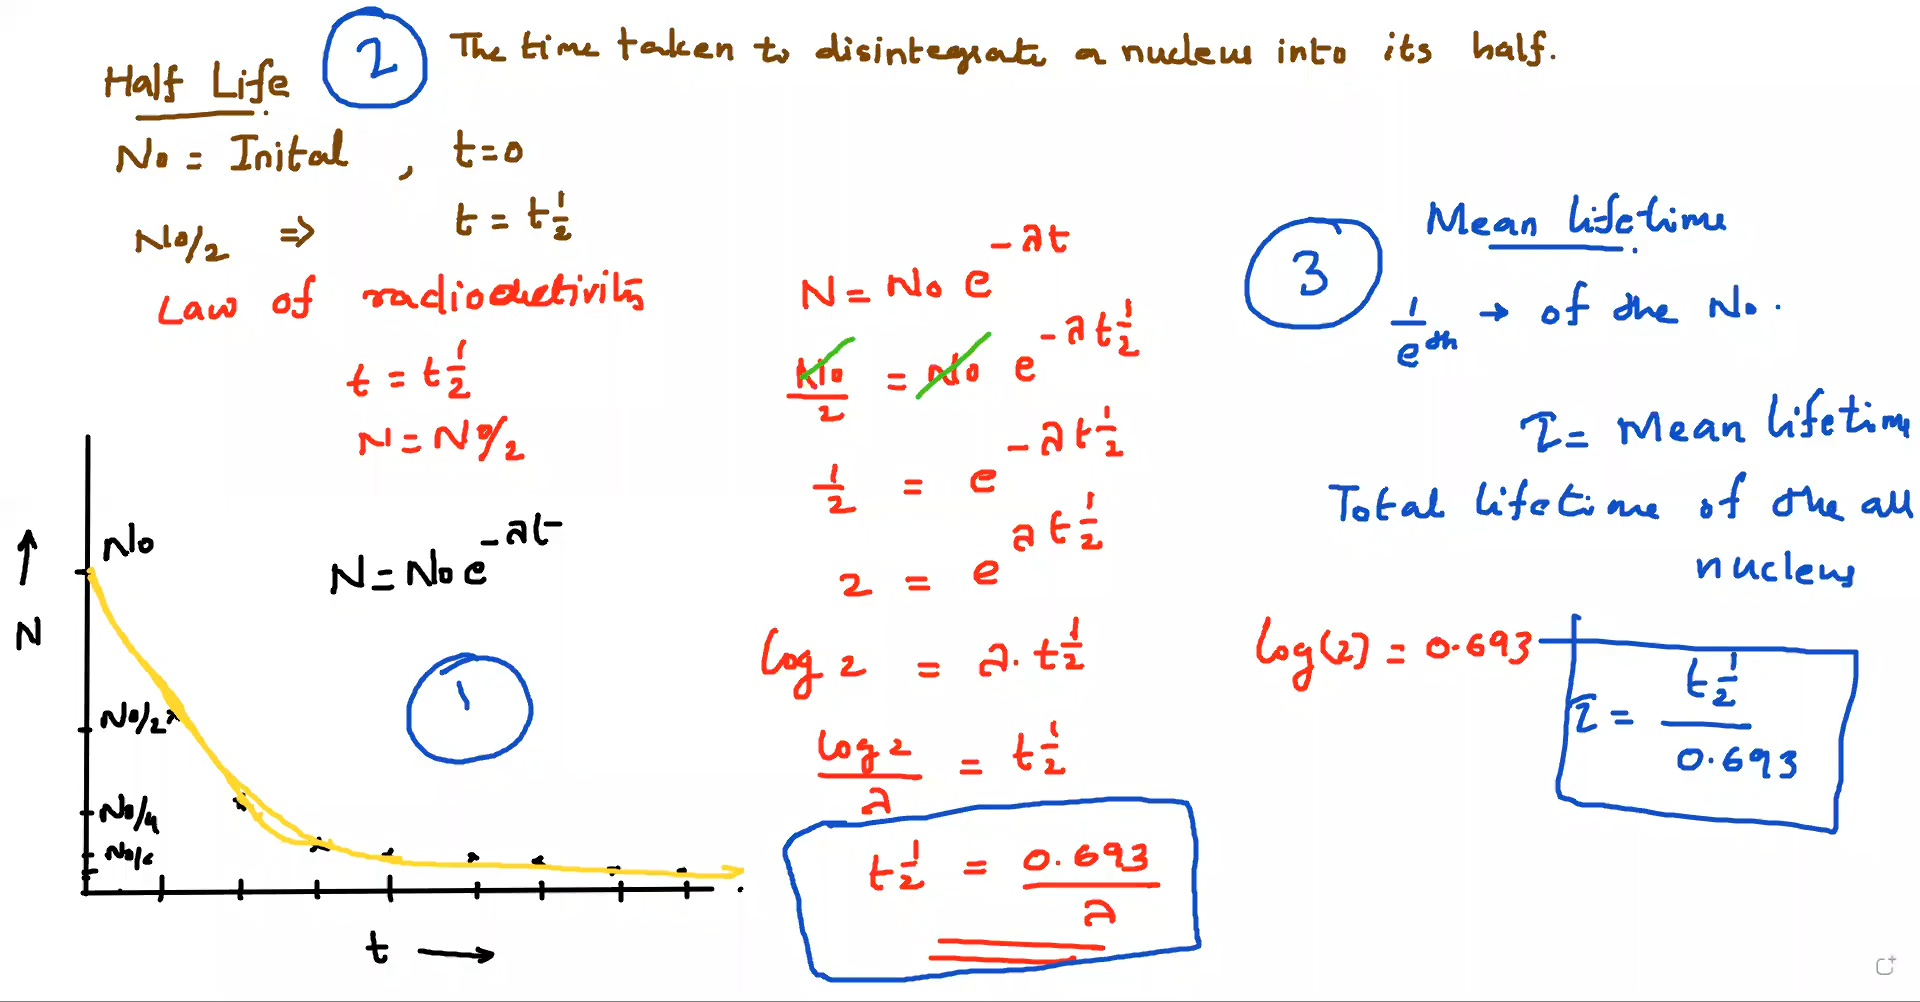 Half Life
2
The time taken to disintegrate a nucleus into its half.
N₀ = Inital , t=0
N₀/2 ⇒ t = t½
Law of radioactivity
t = t½
N = N₀/2
N = N₀ e^-λt
N₀/2 = N₀ e^-λt½
1/2 = e^-λt½
2 = e^λt½
log 2 = λ. t½
log 2/λ = t½
t½ = 0.693/λ
N₀
N₀/2
N₀/4
↑
N
t →
N = N₀ e^-λt
1
3
Mean lifetime
1/e th → of the N₀.
τ = Mean lifetime
Total lifetime of the all
nucleus
log(2) = 0.693
τ = t½/0.693